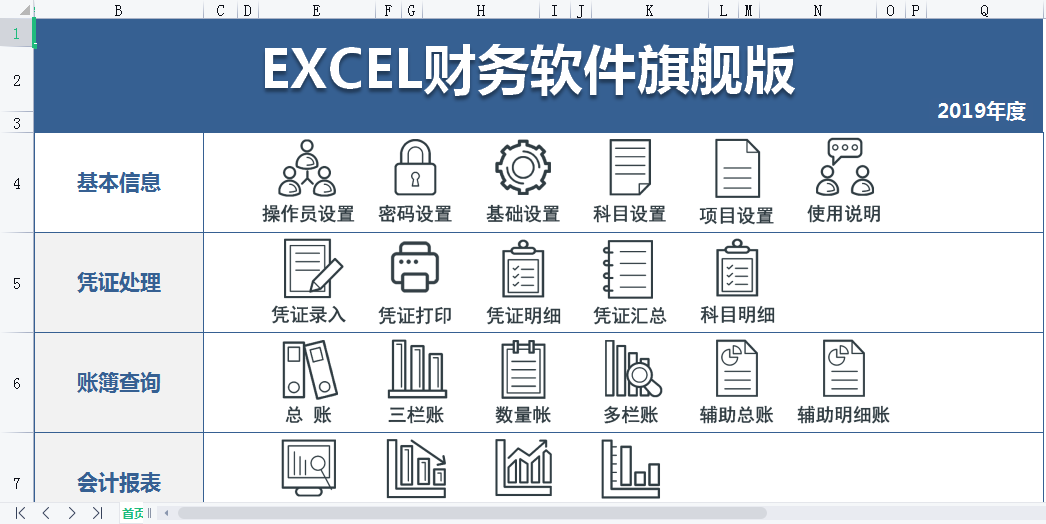 B C D E F G H I J K L M N O P Q
1
2
3
4
5
6
7
EXCEL财务软件旗舰版
2019年度
基本信息
操作员设置 密码设置 基础设置 科目设置 项目设置 使用说明
凭证处理
凭证录入 凭证打印 凭证明细 凭证汇总 科目明细
账簿查询
总 账 三栏账 数量帐 多栏账 辅助总账 辅助明细账
会计报表
首页